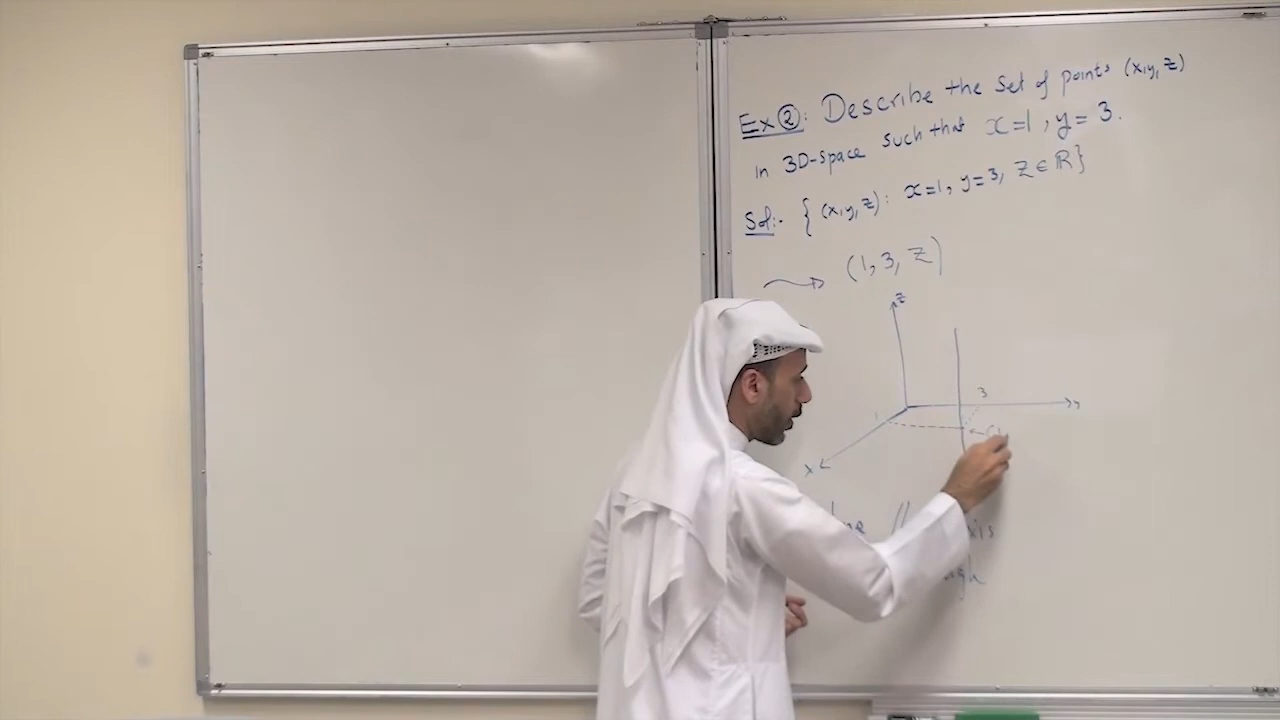 Ex②: Describe the set of points (x,y,z)
in 3D-space such that x=1, y=3.
Sol:- { (x,y,z): x=1, y=3, z∈ℝ}
(1,3,z)
z
3
y
1
x
//